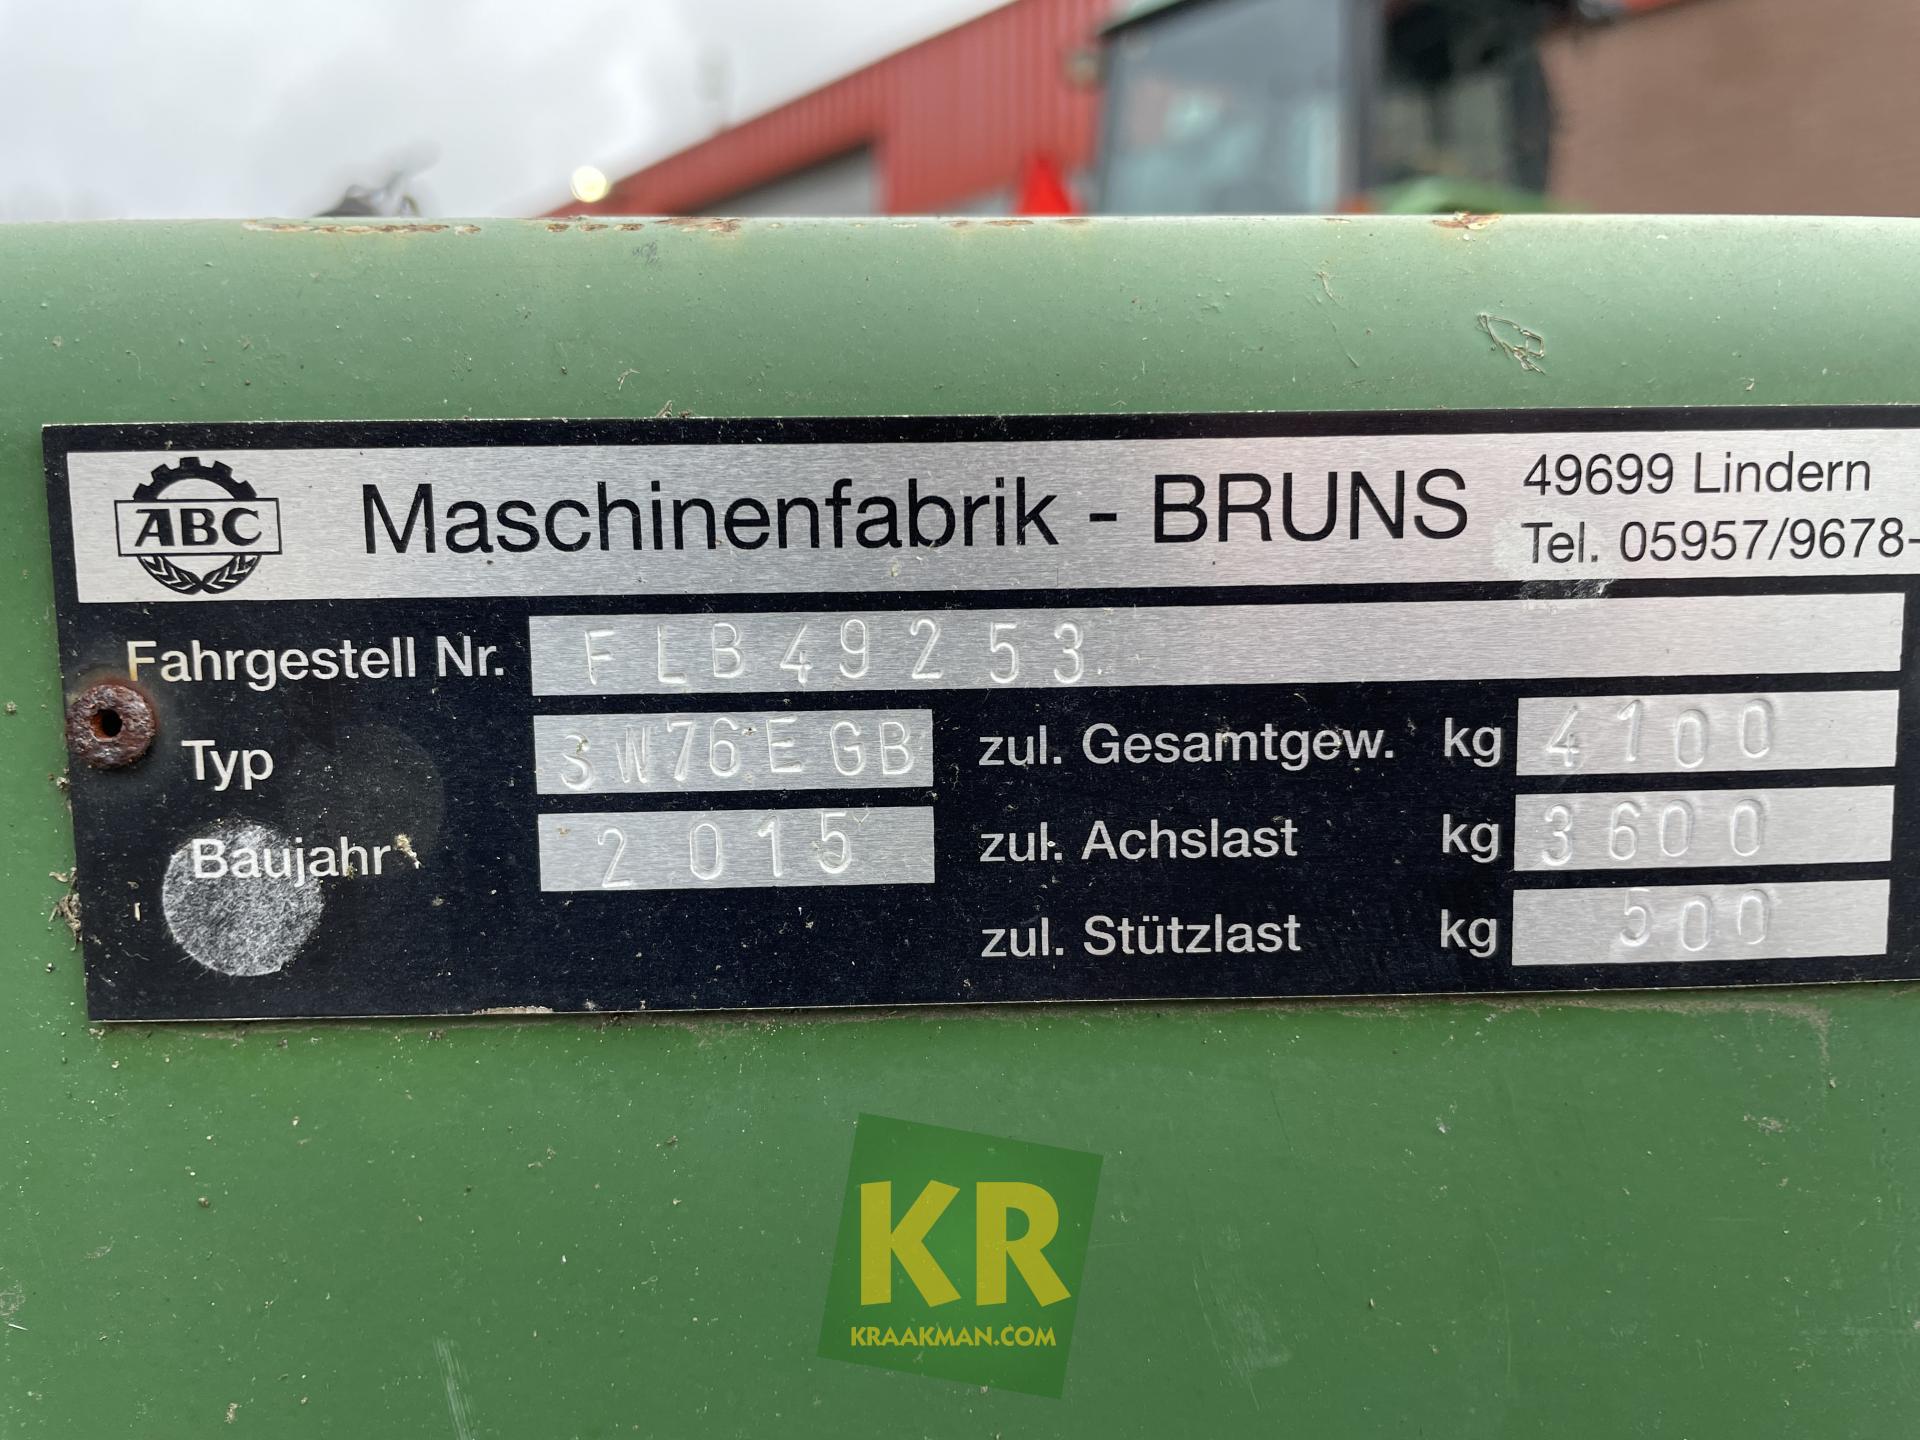 ABC
Maschinenfabrik - BRUNS
49699 Lindern
Tel. 05957/9678-
Fahrgestell Nr. FLB49253
Typ SW76EGB
zul. Gesamtgew. kg 4100
Baujahr 2015
zul. Achslast kg 3600
zul. Stützlast kg 500
KR
KRAAKMAN.COM